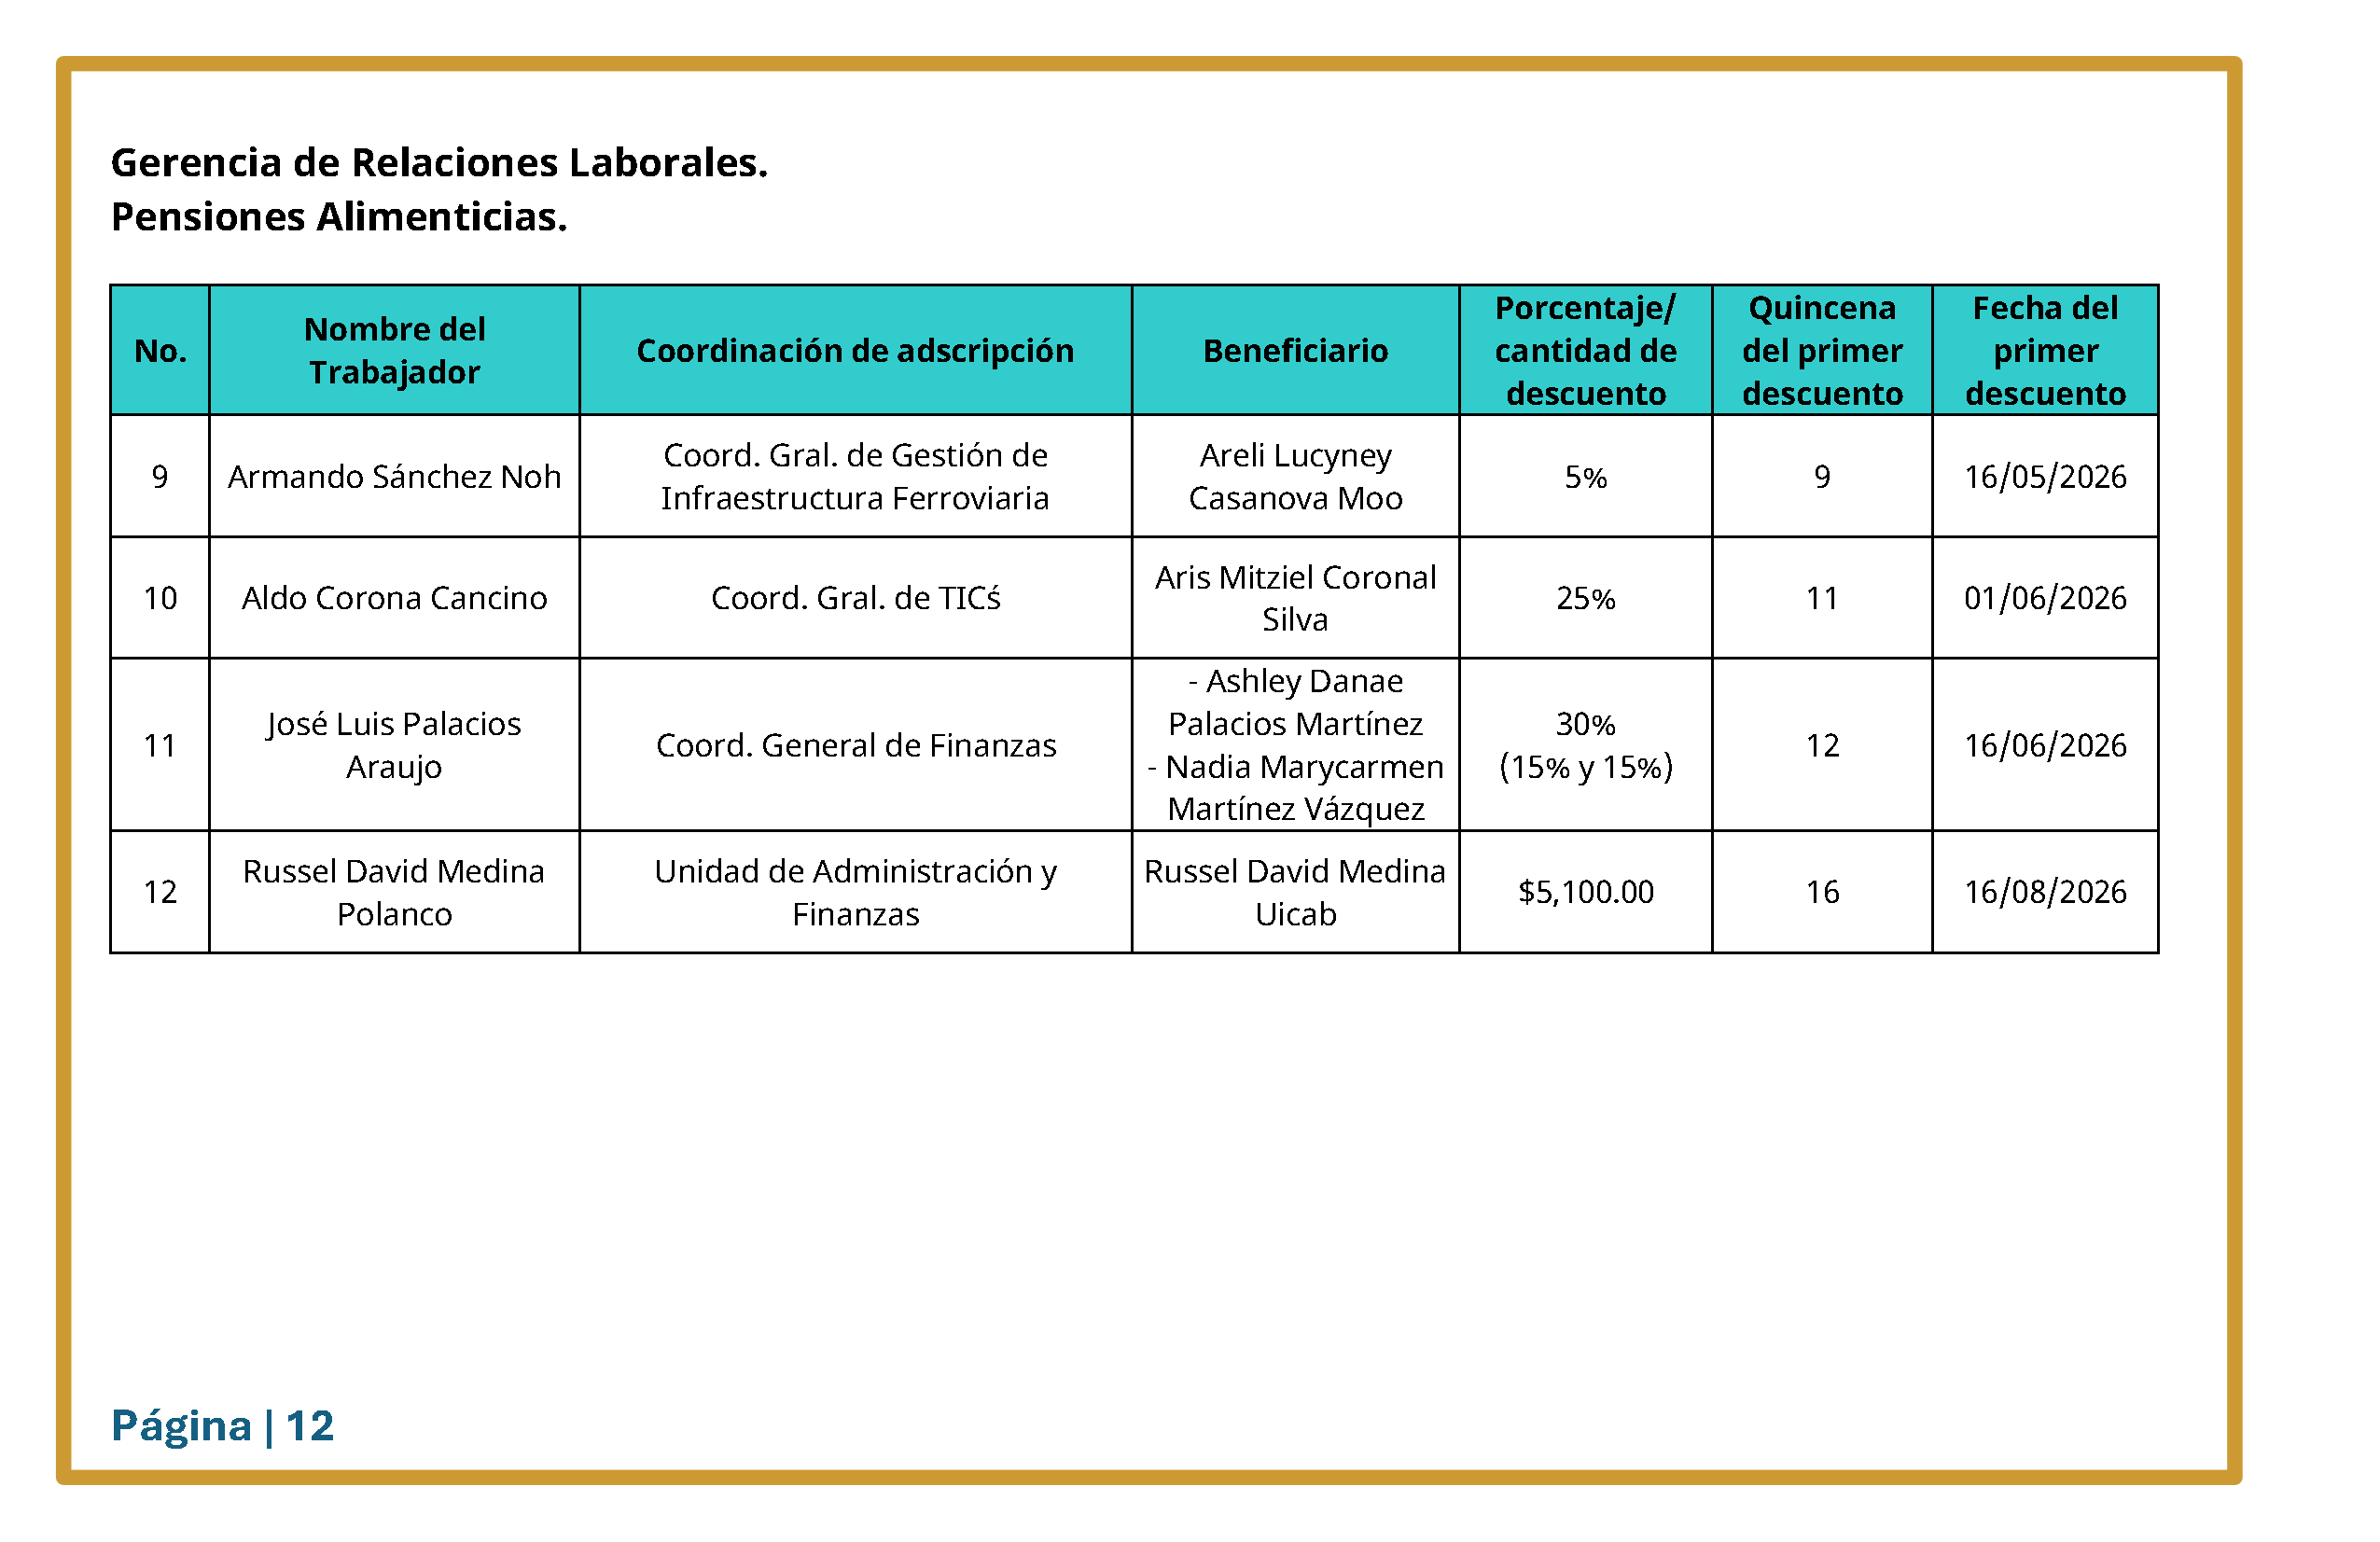 Gerencia de Relaciones Laborales.
Pensiones Alimenticias.
No.
Nombre del
Trabajador
Coordinación de adscripción
Beneficiario
Porcentaje/
cantidad de
descuento
Quincena
del primer
descuento
Fecha del
primer
descuento
9
Armando Sánchez Noh
Coord. Gral. de Gestión de
Infraestructura Ferroviaria
Areli Lucyney
Casanova Moo
5%
9
16/05/2026
10
Aldo Corona Cancino
Coord. Gral. de TICś
Aris Mitziel Coronal
Silva
25%
11
01/06/2026
11
José Luis Palacios
Araujo
Coord. General de Finanzas
- Ashley Danae
Palacios Martínez
- Nadia Marycarmen
Martínez Vázquez
30%
(15% y 15%)
12
16/06/2026
12
Russel David Medina
Polanco
Unidad de Administración y
Finanzas
Russel David Medina
Uicab
$5,100.00
16
16/08/2026
Página | 12